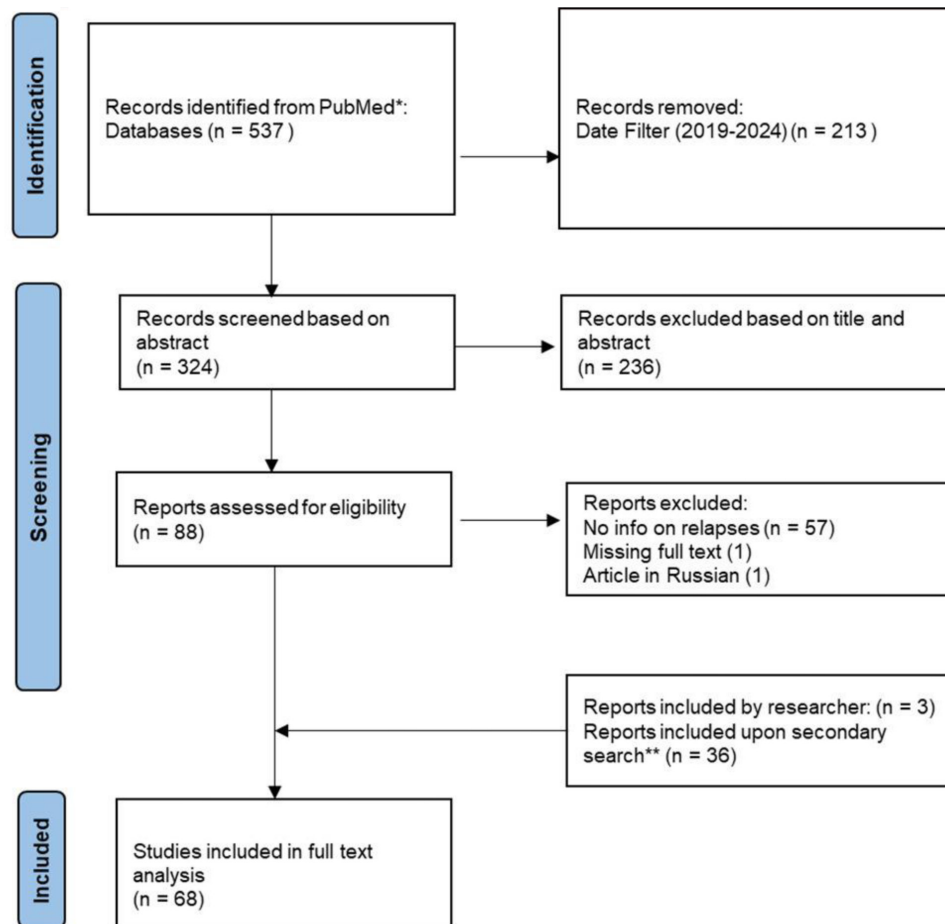 Identification
Records identified from PubMed*:
Databases (n = 537 )
Records removed:
Date Filter (2019-2024) (n = 213 )
Screening
Records screened based on
abstract
(n = 324)
Records excluded based on title and
abstract
(n = 236)
Reports assessed for eligibility
(n = 88)
Reports excluded:
No info on relapses (n = 57)
Missing full text (1)
Article in Russian (1)
Reports included by researcher: (n = 3)
Reports included upon secondary
search** (n = 36)
Included
Studies included in full text
analysis
(n = 68)